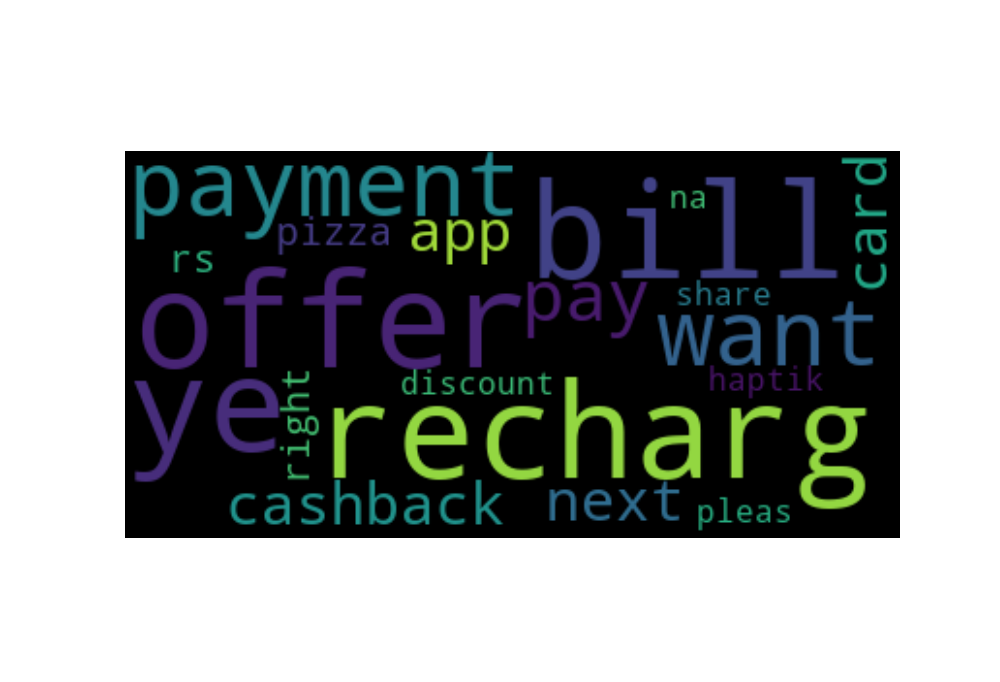 payment
bill
na
card
pizza
app
rs
offer
pay
share
want
ye
right
discount
haptik
recharg
cashback
next
pleas